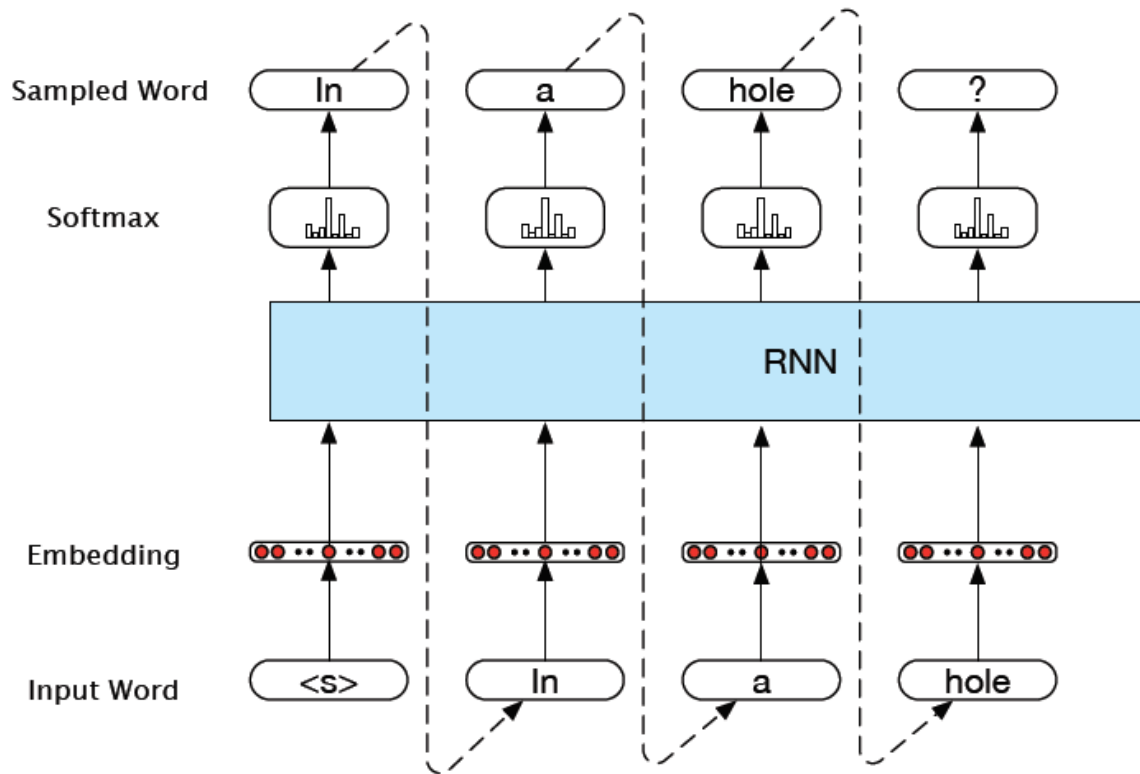 Sampled Word In a hole ?
Softmax
RNN
Embedding
Input Word <s> In a hole